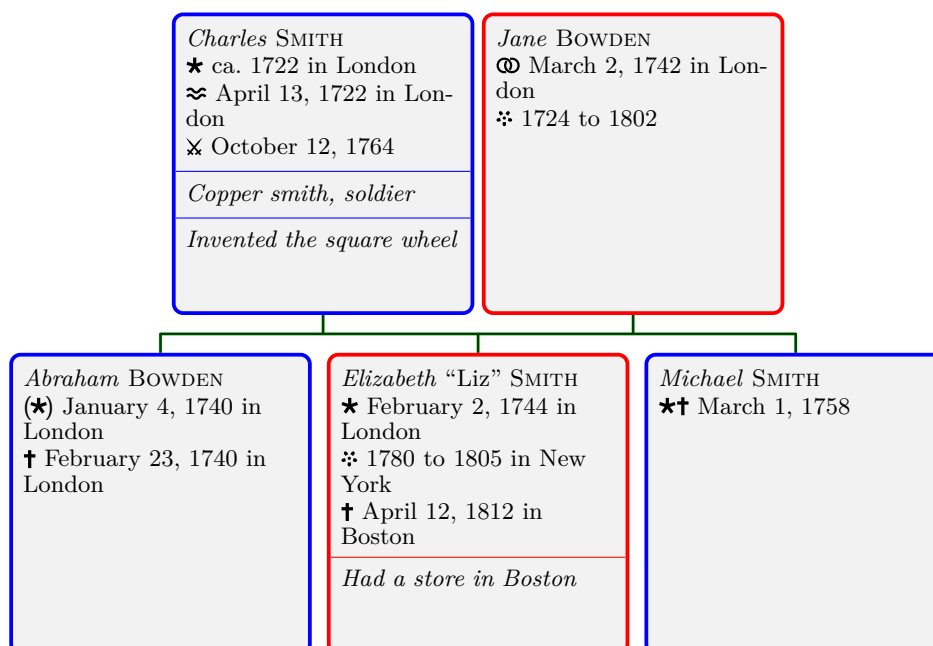 Charles SMITH
★ ca. 1722 in London
≈ April 13, 1722 in Lon-
don
⚔ October 12, 1764
Copper smith, soldier
Invented the square wheel
Jane BOWDEN
⚭ March 2, 1742 in Lon-
don
⁘ 1724 to 1802
Abraham BOWDEN
(★) January 4, 1740 in
London
† February 23, 1740 in
London
Elizabeth “Liz” SMITH
★ February 2, 1744 in
London
⁘ 1780 to 1805 in New
York
† April 12, 1812 in
Boston
Had a store in Boston
Michael SMITH
★† March 1, 1758